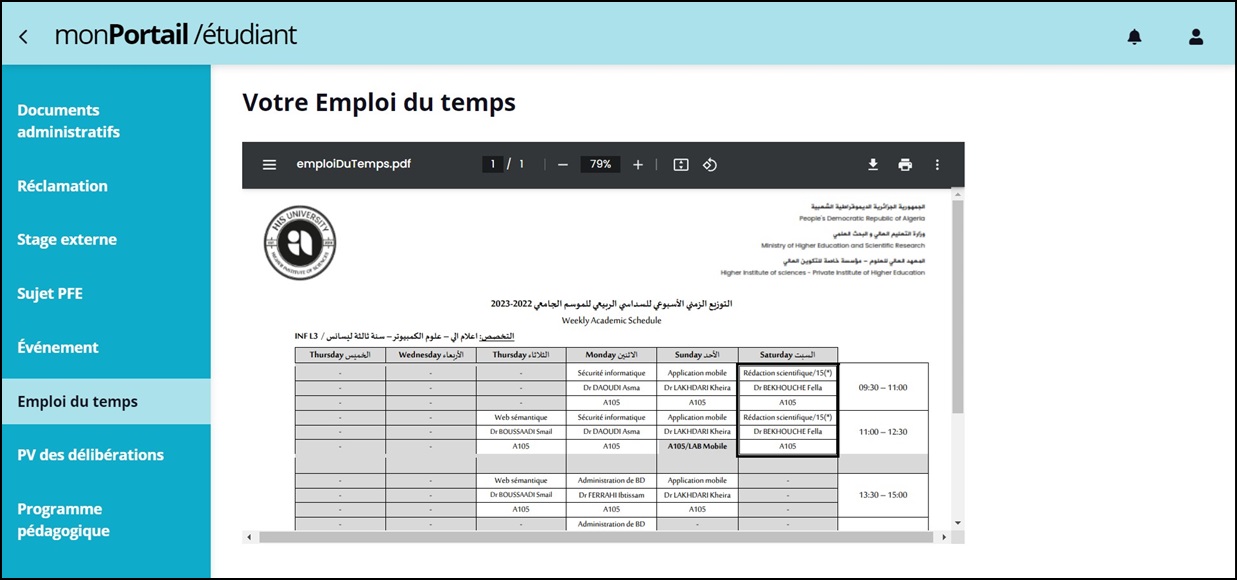 monPortail /étudiant
Documents
administratifs
Réclamation
Stage externe
Sujet PFE
Événement
Emploi du temps
PV des délibérations
Programme
pédagogique
Votre Emploi du temps
emploiDuTemps.pdf 1 / 1 79%
HIS UNIVERSITY
HIGHER INSTITUTE OF SCIENCES
الجمهورية الجزائرية الديموقراطية الشعبية
People's Democratic Republic of Algeria
وزارة التعليم العالي و البحث العلمي
Ministry of Higher Education and Scientific Research
المعهد العالي للعلوم – مؤسسة خاصة للتكوين العالي
Higher Institute of sciences - Private Institute of Higher Education
التوزيع الزمني الأسبوعي للسداسي الربيعي للموسم الجامعي 2022-2023
Weekly Academic Schedule
التخصص: اعلام الي – علوم الكمبيوتر – سنة ثالثة ليسانس / INF L3
Thursday الخميس Wednesday الأربعاء Thursday الثلاثاء Monday الاثنين Sunday الأحد Saturday السبت
- - - Sécurité informatique Application mobile Rédaction scientifique/15(*)
- - - Dr DAOUDI Asma Dr LAKHDARI Kheira Dr BEKHOUCHE Fella 09:30 – 11:00
- - - A105 A105 A105
- - Web sémantique Sécurité informatique Application mobile Rédaction scientifique/15(*)
- - Dr BOUSSAADI Smail Dr DAOUDI Asma Dr LAKHDARI Kheira Dr BEKHOUCHE Fella 11:00 – 12:30
- - A105 A105 A105/LAB Mobile A105
- - Web sémantique Administration de BD Application mobile -
- - Dr BOUSSAADI Smail Dr FERRAHI Ibtissam Dr LAKHDARI Kheira - 13:30 – 15:00
- - A105 A105 A105 -
- - - Administration de BD - -